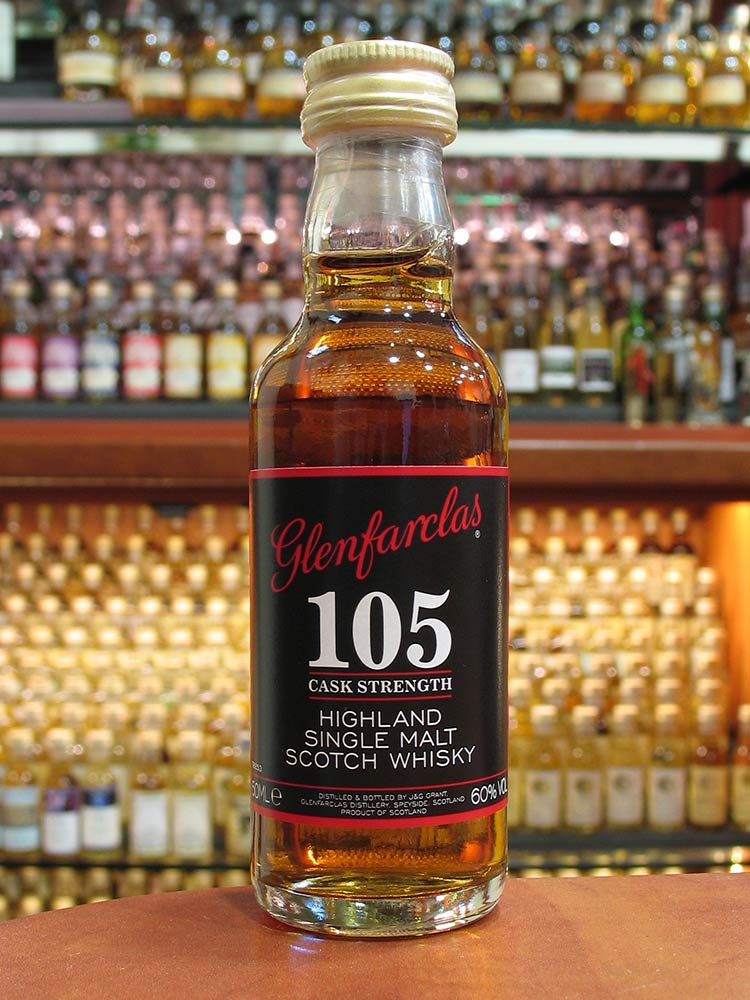 Glenfarclas ®
105
CASK STRENGTH
HIGHLAND
SINGLE MALT
SCOTCH WHISKY
50MLe
DISTILLED & BOTTLED BY J&G GRANT,
GLENFARCLAS DISTILLERY, SPEYSIDE, SCOTLAND
PRODUCT OF SCOTLAND
60%VOL